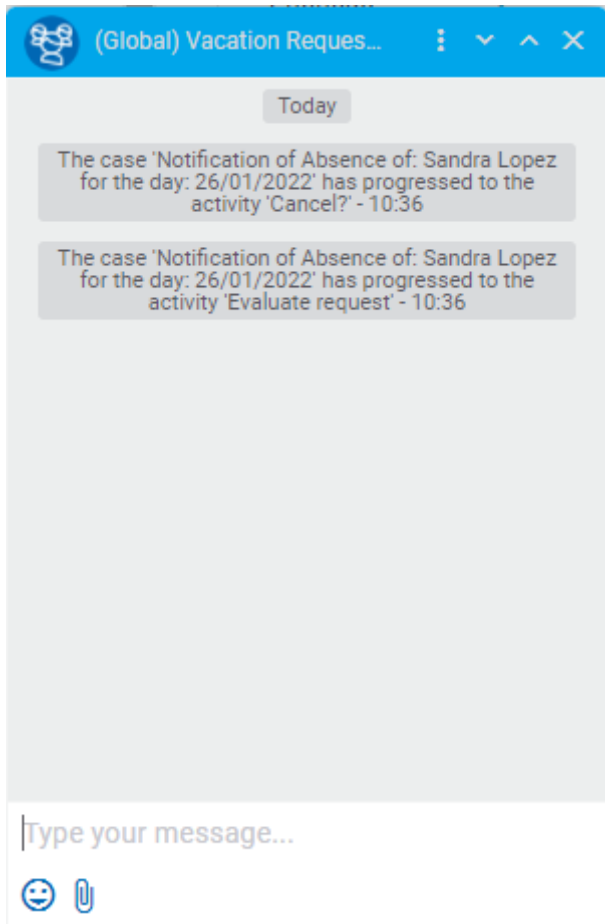 (Global) Vacation Reques...
Today
The case 'Notification of Absence of: Sandra Lopez
for the day: 26/01/2022' has progressed to the
activity 'Cancel?' - 10:36
The case 'Notification of Absence of: Sandra Lopez
for the day: 26/01/2022' has progressed to the
activity 'Evaluate request' - 10:36
Type your message...